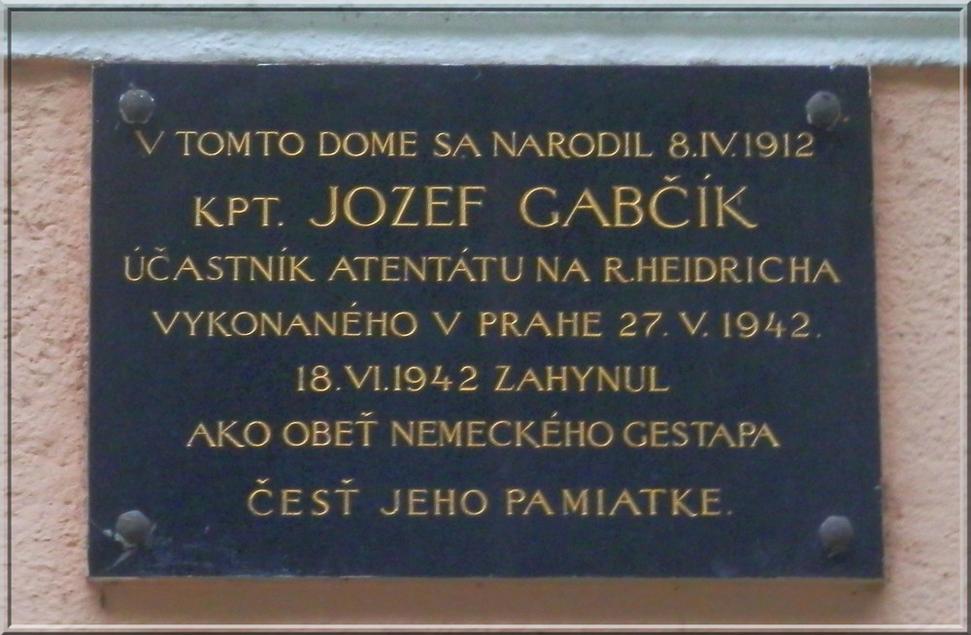 V TOMTO DOME SA NARODIL 8.IV.1912
KPT. JOZEF GABČÍK
ÚČASTNÍK ATENTÁTU NA R.HEIDRICHA
VYKONANÉHO V PRAHE 27. V. 1942.
18.VI.1942 ZAHYNUL
AKO OBEŤ NEMECKÉHO GESTAPA
ČESŤ JEHO PAMIATKE.